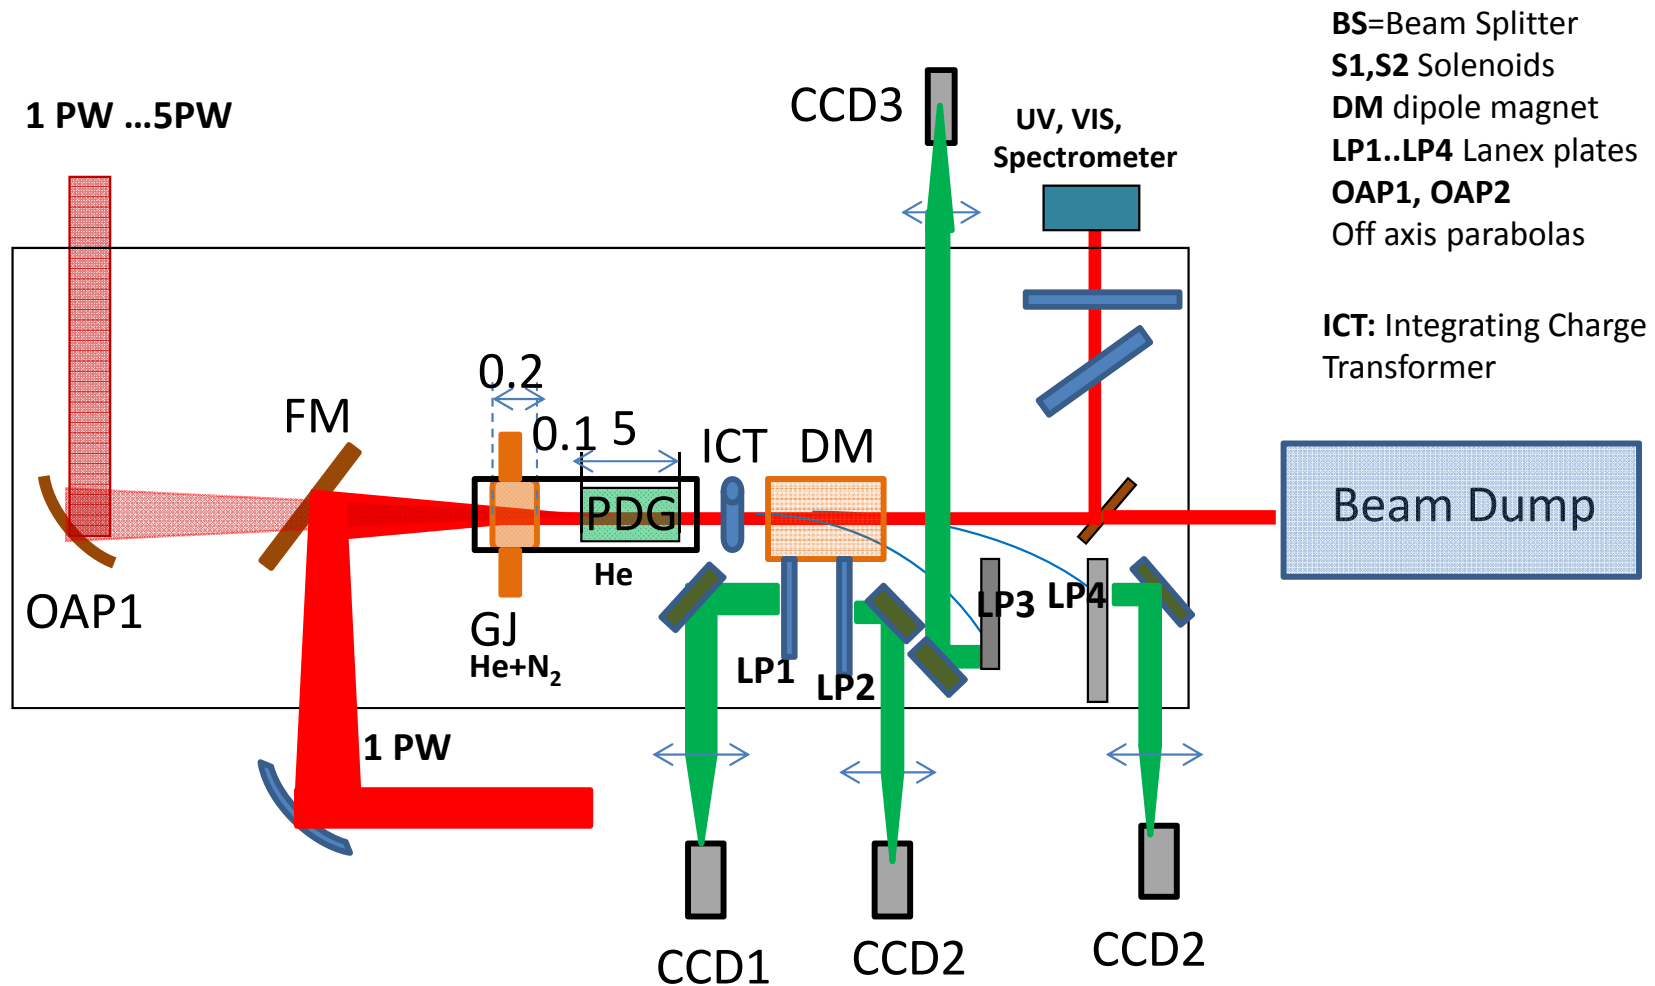 BS=Beam Splitter
S1,S2 Solenoids
DM dipole magnet
LP1..LP4 Lanex plates
OAP1, OAP2
Off axis parabolas
ICT: Integrating Charge
Transformer
1 PW ...5PW
CCD3
UV, VIS,
Spectrometer
0.2
FM
0.1
5
ICT
DM
PDG
Beam Dump
He
OAP1
GJ
He+N₂
LP1
LP2
LP3
LP4
1 PW
CCD1
CCD2
CCD2